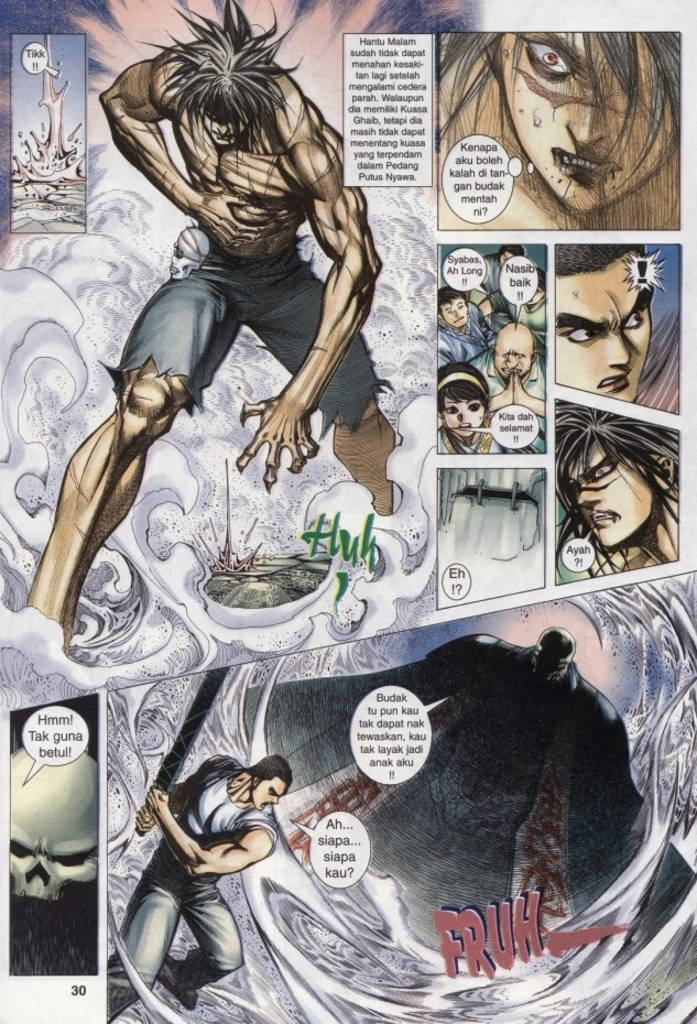 Tikk
!!
Hantu Malam
sudah tidak dapat
menahan kesaki-
tan lagi setelah
mengalami cedera
parah. Walaupun
dia memiliki Kuasa
Ghaib, tetapi dia
masih tidak dapat
menentang kuasa
yang terpendam
dalam Pedang
Putus Nyawa.
Kenapa
aku boleh
kalah di tan-
gan budak
mentah
ni?
Syabas,
Ah Long
!!
Nasib
baik
!!
!
Kita dah
selamat
!!
Huh
,
Eh
!?
Ayah
?!
Hmm!
Tak guna
betul!
Budak
tu pun kau
tak dapat nak
tewaskan, kau
tak layak jadi
anak aku
!!
Ah...
siapa...
siapa
kau?
FRUH
30